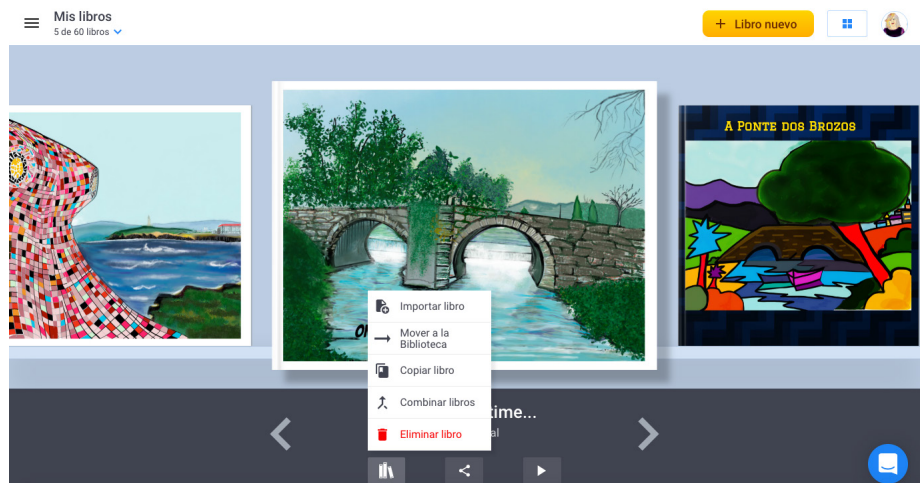 Mis libros
5 de 60 libros
+ Libro nuevo
A PONTE DOS BROZOS
Importar libro
Mover a la
Biblioteca
Copiar libro
Combinar libros
Eliminar libro
time...
al